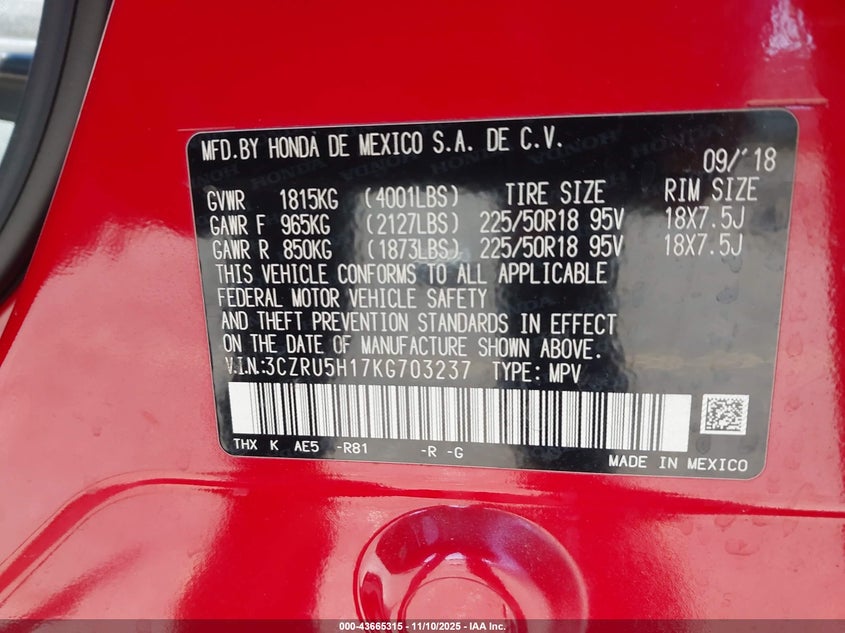 MFD.BY HONDA DE MEXICO S.A. DE C.V.
09/'18
GVWR 1815KG (4001LBS) TIRE SIZE RIM SIZE
GAWR F 965KG (2127LBS) 225/50R18 95V 18X7.5J
GAWR R 850KG (1873LBS) 225/50R18 95V 18X7.5J
THIS VEHICLE CONFORMS TO ALL APPLICABLE
FEDERAL MOTOR VEHICLE SAFETY
AND THEFT PREVENTION STANDARDS IN EFFECT
ON THE DATE OF MANUFACTURE SHOWN ABOVE.
V.I.N.:3CZRU5H17KG703237 TYPE: MPV
THX K AE5 -R81 -R -G
MADE IN MEXICO
000-43665315 - 11/10/2025 - IAA Inc.